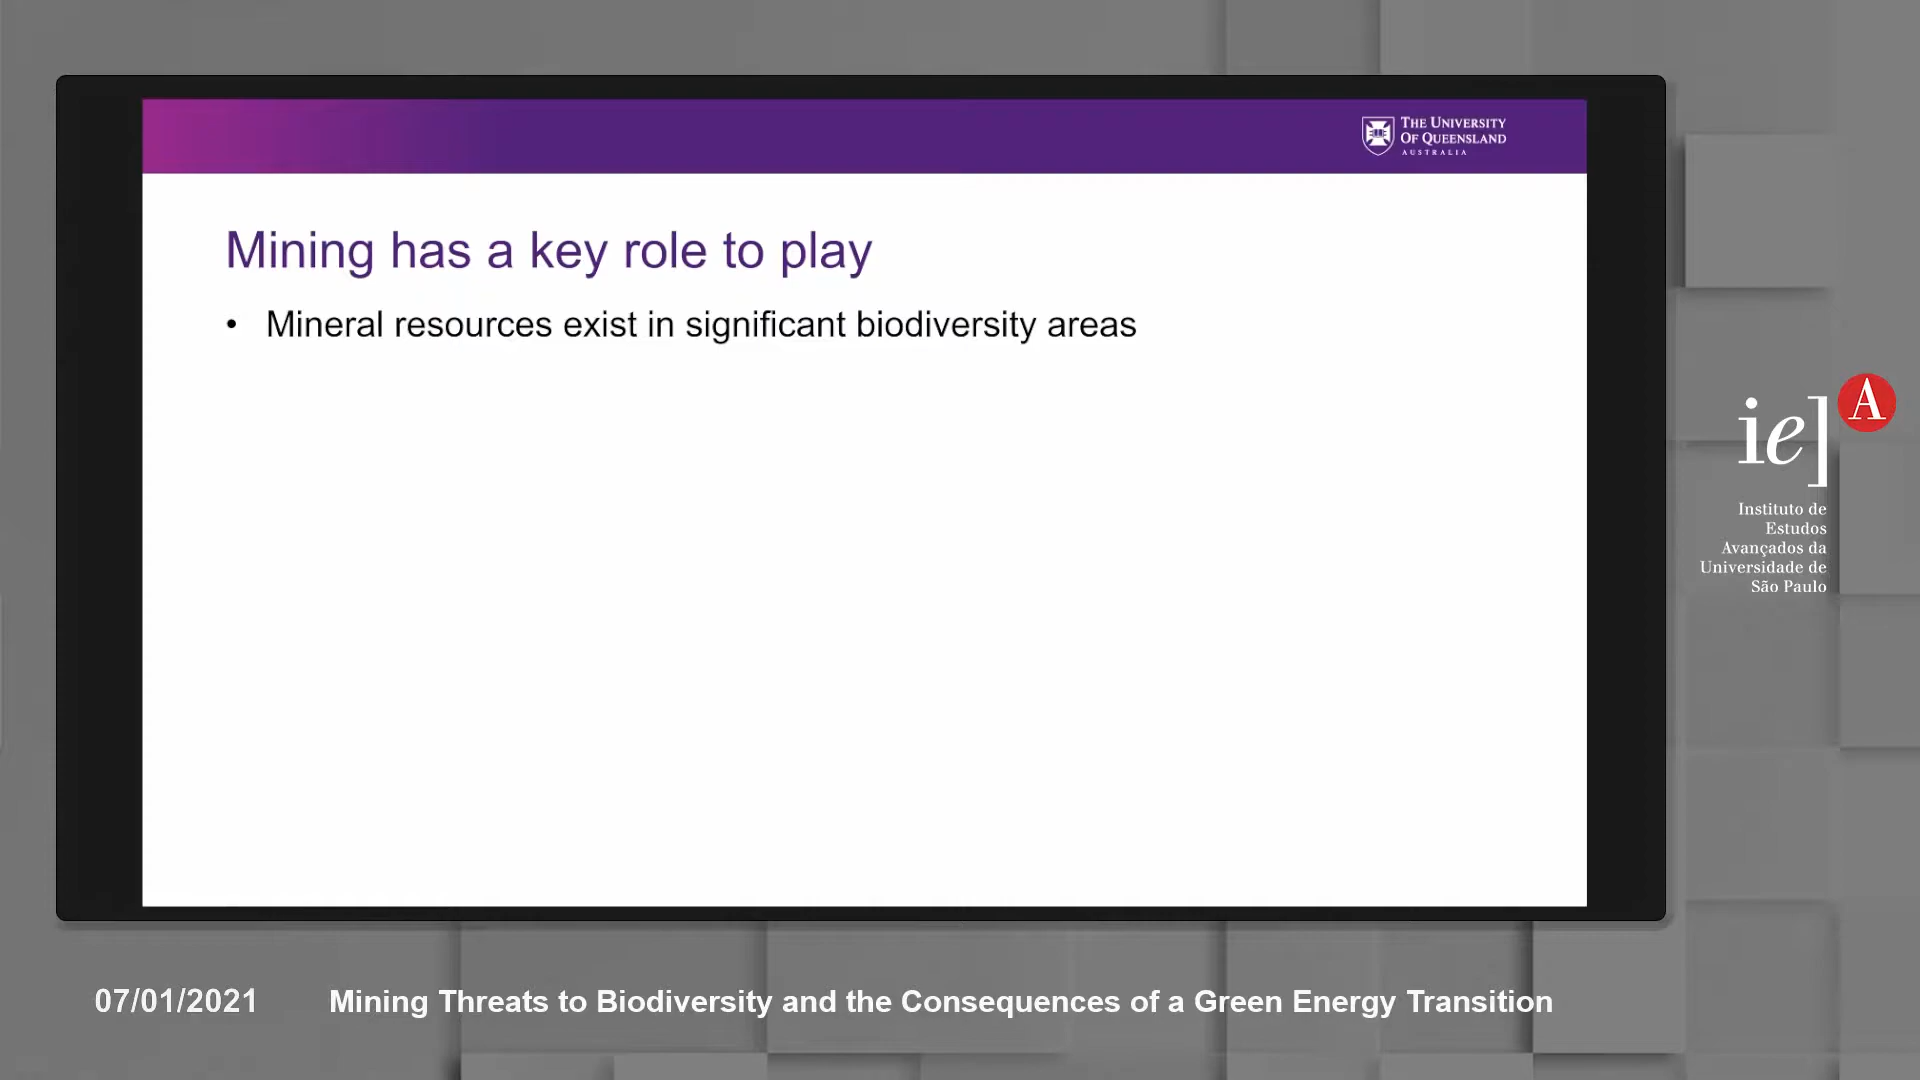 THE UNIVERSITY
OF QUEENSLAND
AUSTRALIA
Mining has a key role to play
• Mineral resources exist in significant biodiversity areas
ie] A
Instituto de
Estudos
Avançados da
Universidade de
São Paulo
07/01/2021 Mining Threats to Biodiversity and the Consequences of a Green Energy Transition